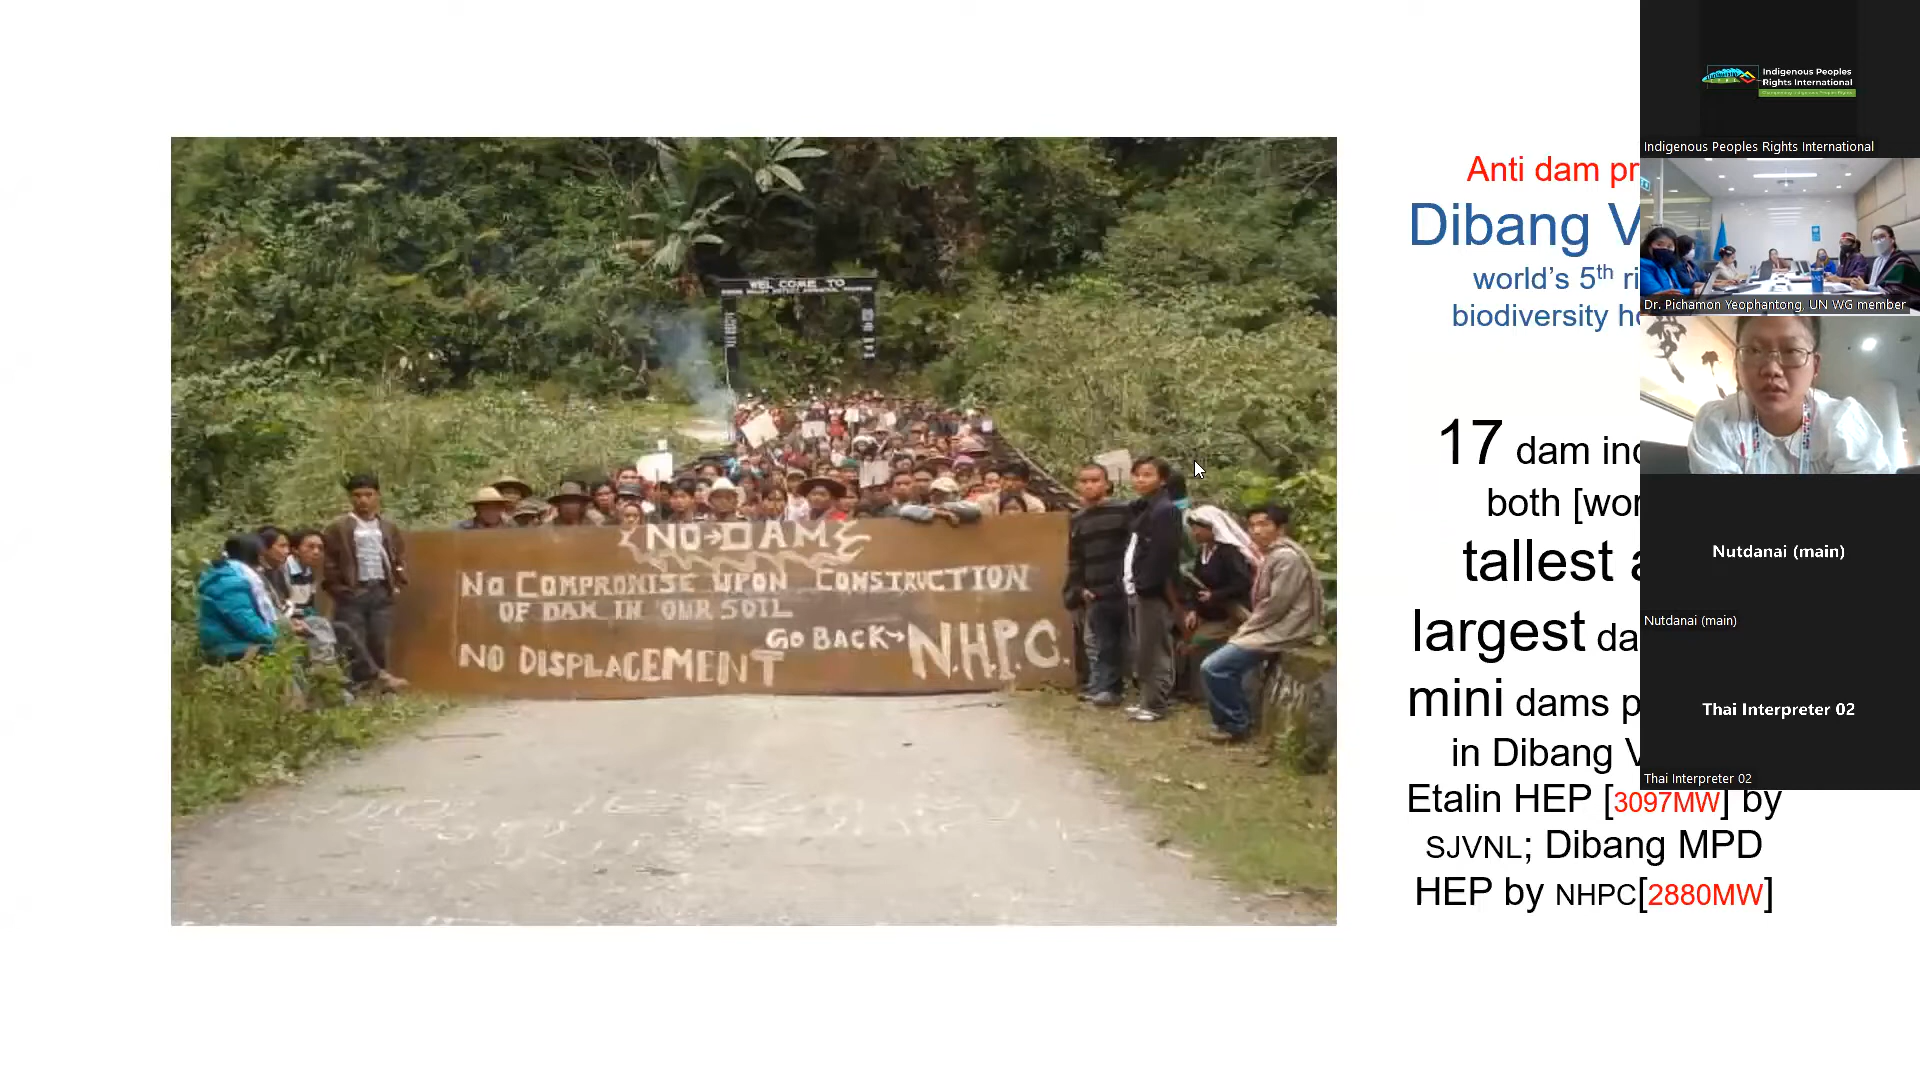 WELCOME TO
{NO→DAM}
NO COMPROMISE UPON CONSTRUCTION
OF DAM IN OUR SOIL
GO BACK→ N.H.P.C.
NO DISPLACEMENT
Anti dam pr
Dibang V
world’s 5th ri
biodiversity
17 dam inc
both [wor
tallest
largest da
mini dams p
in Dibang V
Etalin HEP [3097MW] by
SJVNL; Dibang MPD
HEP by NHPC[2880MW]
Indigenous Peoples
Rights International
Indigenous Peoples Rights International
Dr. Pichamon Yeophantong, UN WG member
Nutdanai (main)
Nutdanai (main)
Thai Interpreter 02
Thai Interpreter 02